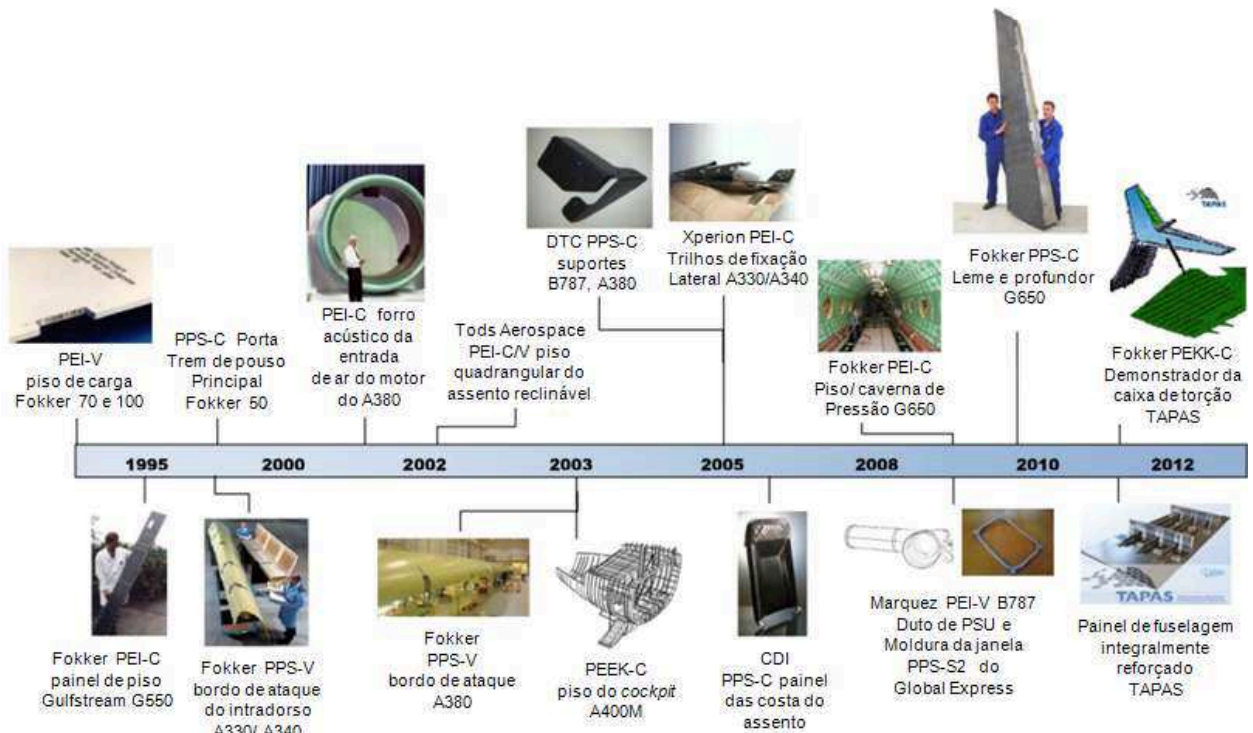 PEI-V
piso de carga
Fokker 70 e 100
PPS-C Porta
Trem de pouso
Principal
Fokker 50
PEI-C forro
acústico da
entrada
de ar do motor
do A380
Tods Aerospace
PEI-C/V piso
quadrangular do
assento reclinável
DTC PPS-C
suportes
B787, A380
Xperion PEI-C
Trilhos de fixação
Lateral A330/A340
Fokker PEI-C
Piso/ caverna de
Pressão G650
Fokker PPS-C
Leme e profundor
G650
TAPAS
Fokker PEKK-C
Demonstrador da
caixa de torção
TAPAS
1995 2000 2002 2003 2005 2008 2010 2012
Fokker PEI-C
painel de piso
Gulfstream G550
Fokker PPS-V
bordo de ataque
do intradorso
A330/ A340
Fokker
PPS-V
bordo de ataque
A380
PEEK-C
piso do cockpit
A400M
CDI
PPS-C painel
das costa do
assento
Marquez PEI-V B787
Duto de PSU e
Moldura da janela
PPS-S2 do
Global Express
TAPAS
Painel de fuselagem
integralmente
reforçado
TAPAS